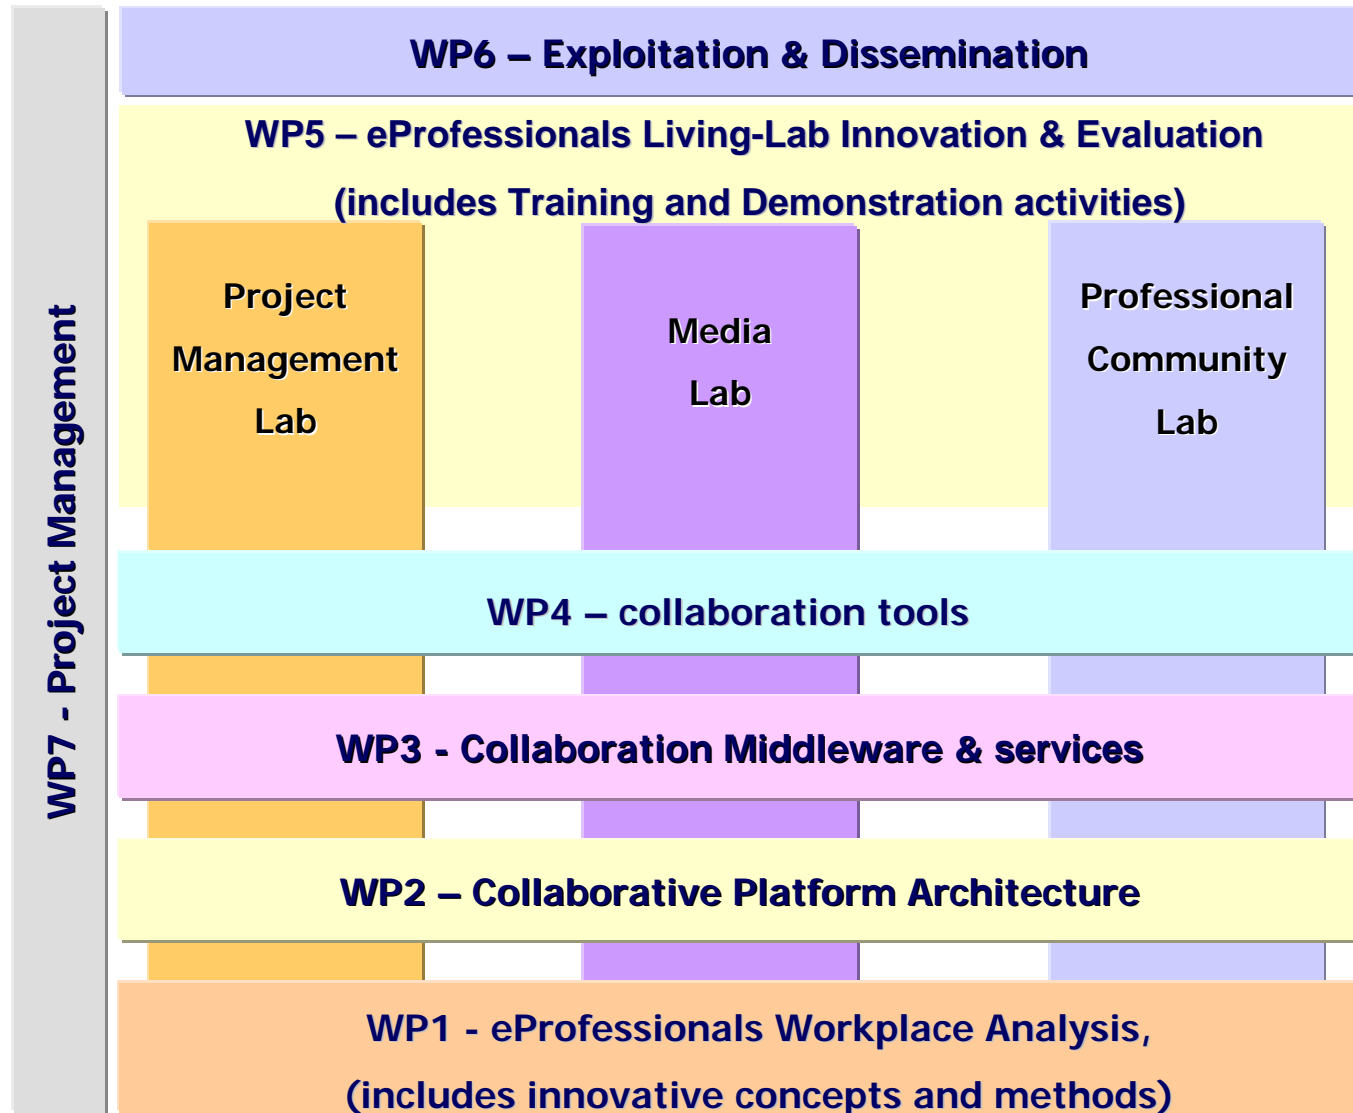 WP6 – Exploitation & Dissemination
WP5 – eProfessionals Living-Lab Innovation & Evaluation
(includes Training and Demonstration activities)
Project
Management
Lab
Media
Lab
Professional
Community
Lab
WP7 - Project Management
WP4 – collaboration tools
WP3 - Collaboration Middleware & services
WP2 – Collaborative Platform Architecture
WP1 - eProfessionals Workplace Analysis,
(includes innovative concepts and methods)